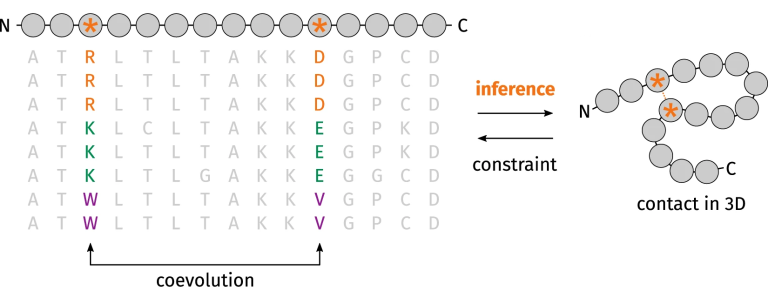 N * * C
A T R L T L T A K K D G P C D
A T R L T L T A K K D G P C D
A T R L T L T A K K D G P C D
A T K L C L T A K K E G P K D
A T K L T L T A K K E G P K D
A T K L T L G A K K E G G C D
A T W L T L T A K K V G P C D
A T W L T L T A K K V G P C D
coevolution
inference
constraint
N * * C
contact in 3D